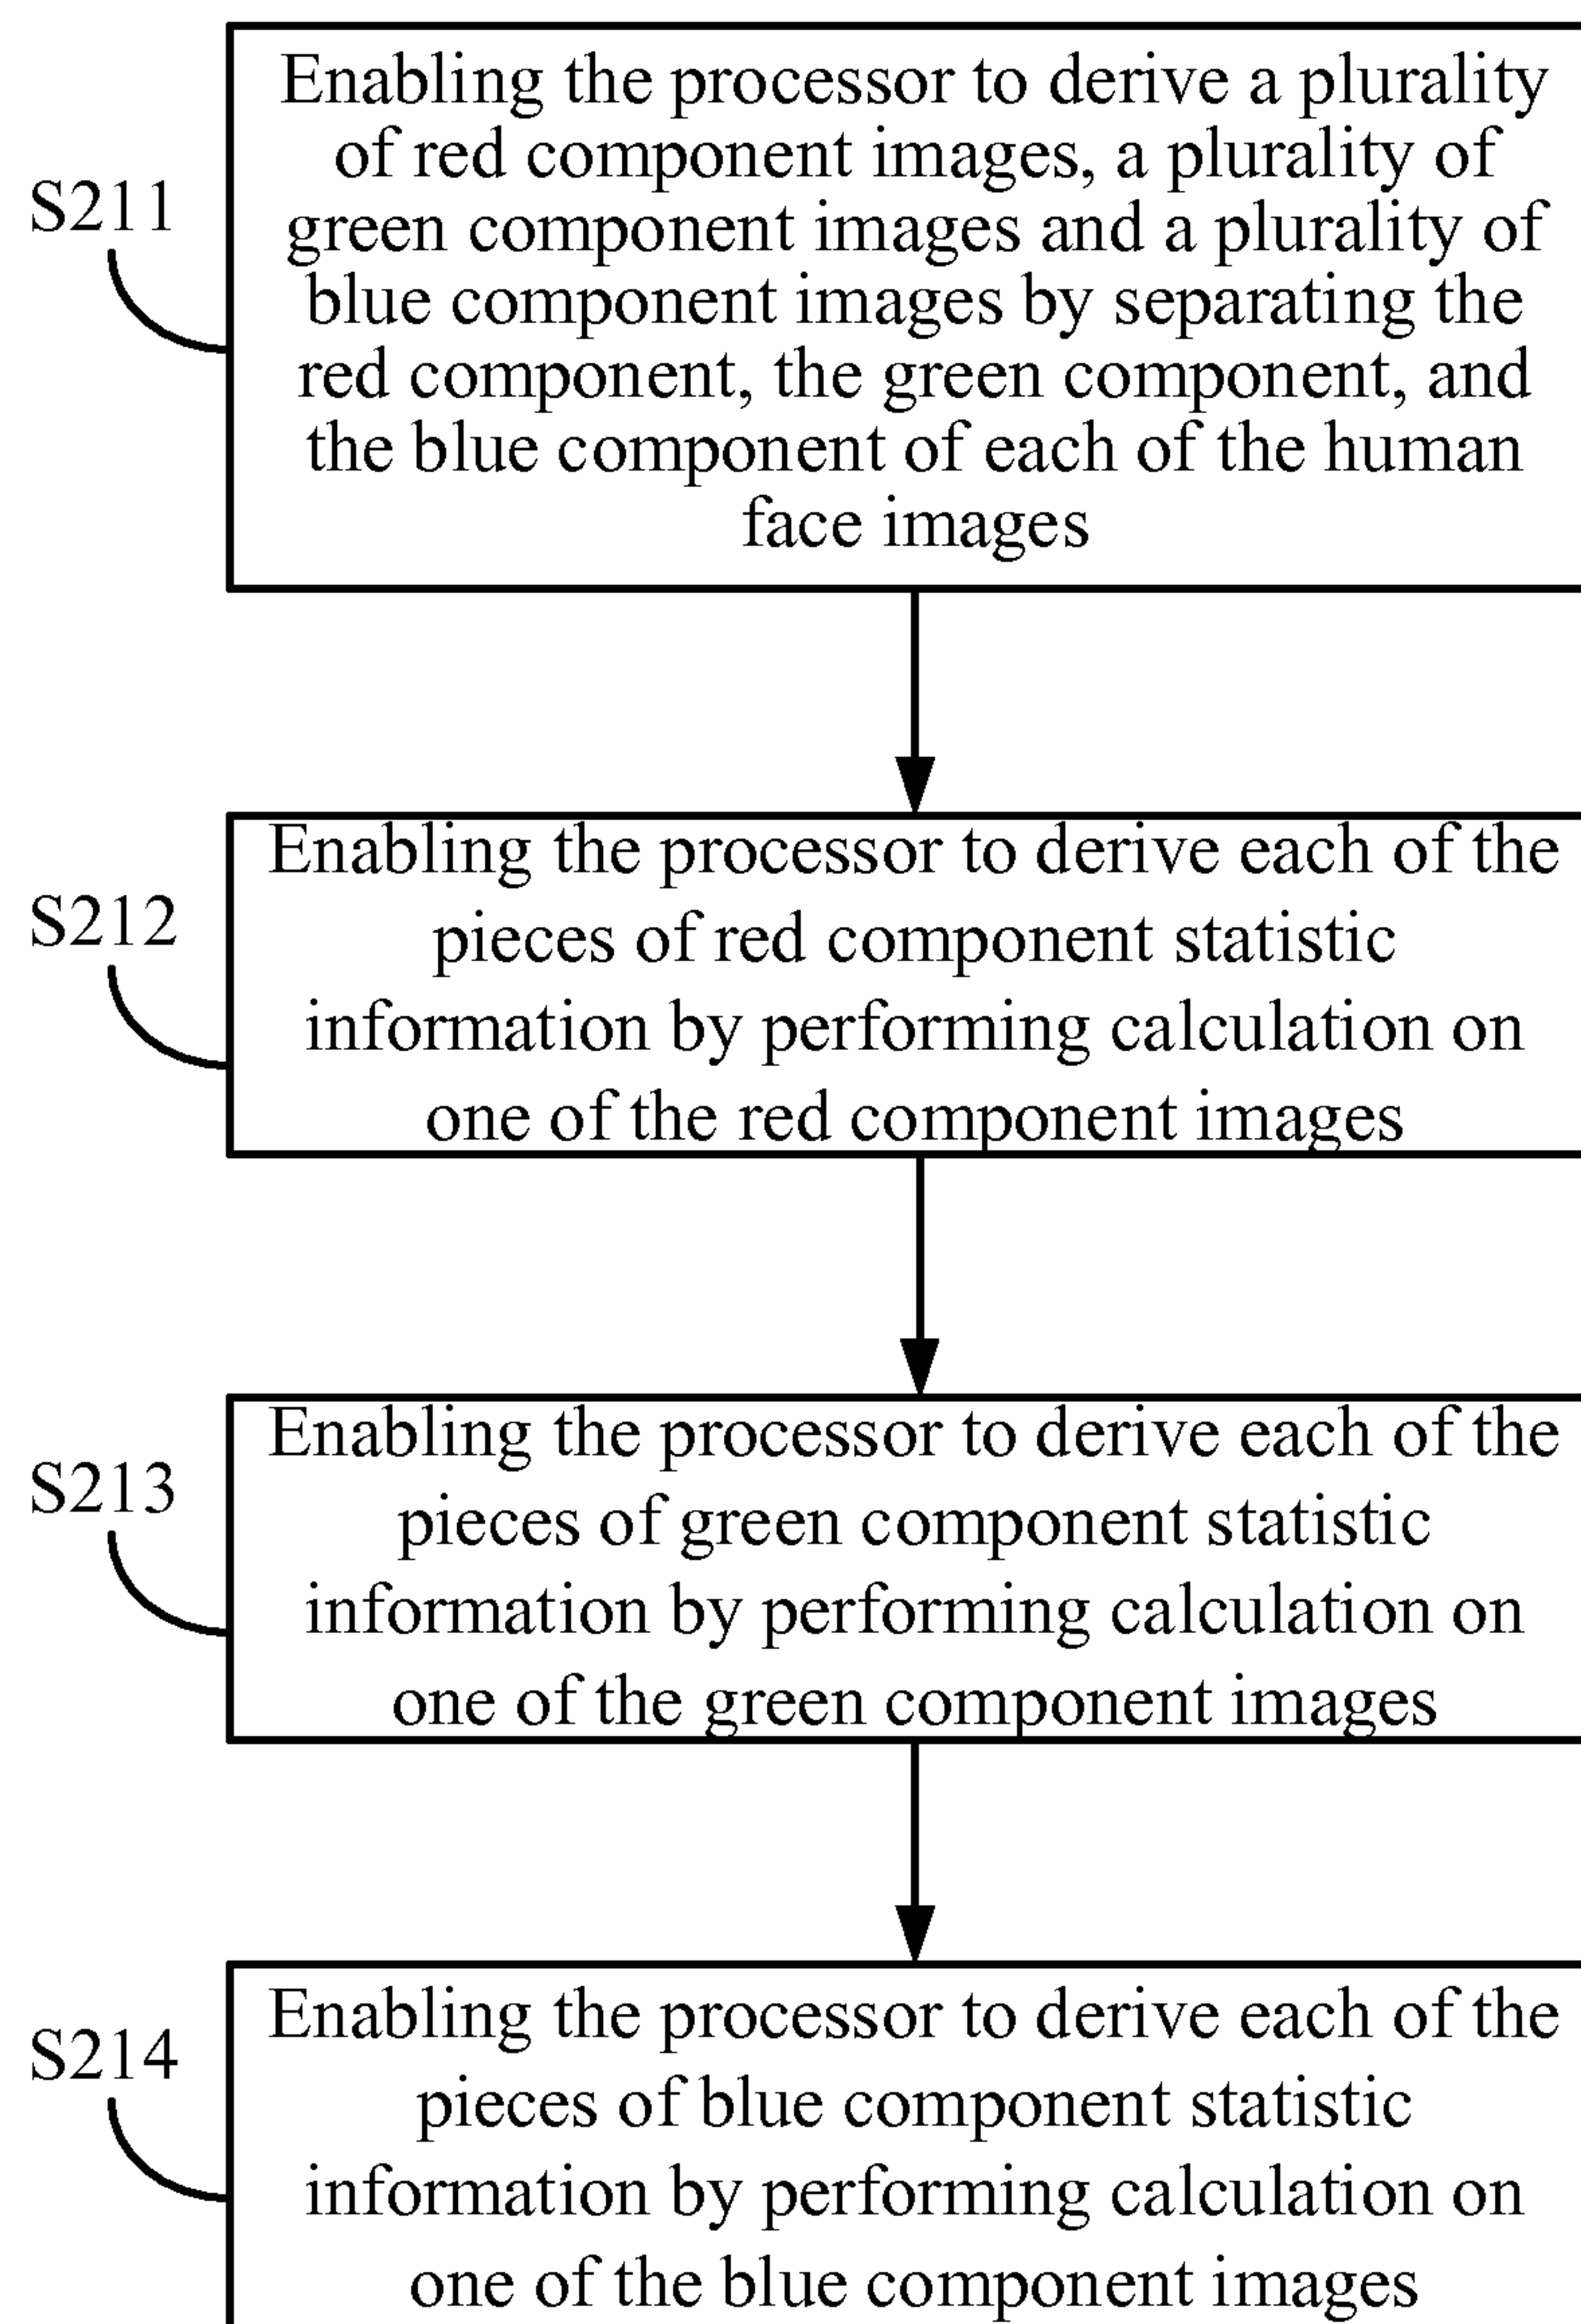 Enabling the processor to derive a plurality
of red component images, a plurality of
S211
green component images and a plurality of
blue component images by separating the
red component, the green component, and
the blue component of each of the human
face images
Enabling the processor to derive each of the
S212
pieces of red component statistic
information by performing calculation on
one of the red component images
Enabling the processor to derive each of the
S213
pieces of green component statistic
information by performing calculation on
one of the green component images
Enabling the processor to derive each of the
S214
pieces of blue component statistic
information by performing calculation on
one of the blue component images